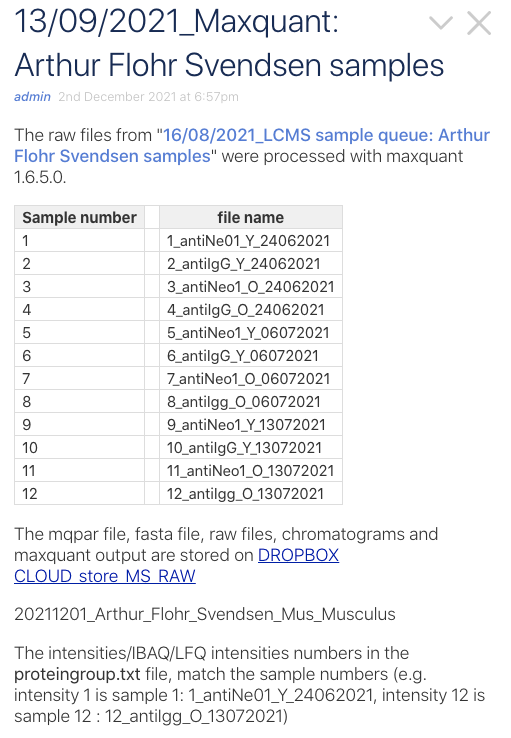 13/09/2021_Maxquant:
Arthur Flohr Svendsen samples
admin 2nd December 2021 at 6:57pm
The raw files from "16/08/2021_LCMS sample queue: Arthur
Flohr Svendsen samples" were processed with maxquant
1.6.5.0.
Sample number file name
1 1_antiNe01_Y_24062021
2 2_antiIgG_Y_24062021
3 3_antiNeo1_O_24062021
4 4_antiIgG_O_24062021
5 5_antiNeo1_Y_06072021
6 6_antiIgG_Y_06072021
7 7_antiNeo1_O_06072021
8 8_antiIgg_O_06072021
9 9_antiNeo1_Y_13072021
10 10_antiIgG_Y_13072021
11 11_antiNeo1_O_13072021
12 12_antiIgg_O_13072021
The mqpar file, fasta file, raw files, chromatograms and
maxquant output are stored on DROPBOX
CLOUD_store_MS_RAW
20211201_Arthur_Flohr_Svendsen_Mus_Musculus
The intensities/IBAQ/LFQ intensities numbers in the
proteingroup.txt file, match the sample numbers (e.g.
intensity 1 is sample 1: 1_antiNe01_Y_24062021, intensity 12 is
sample 12 : 12_antiIgg_O_13072021)